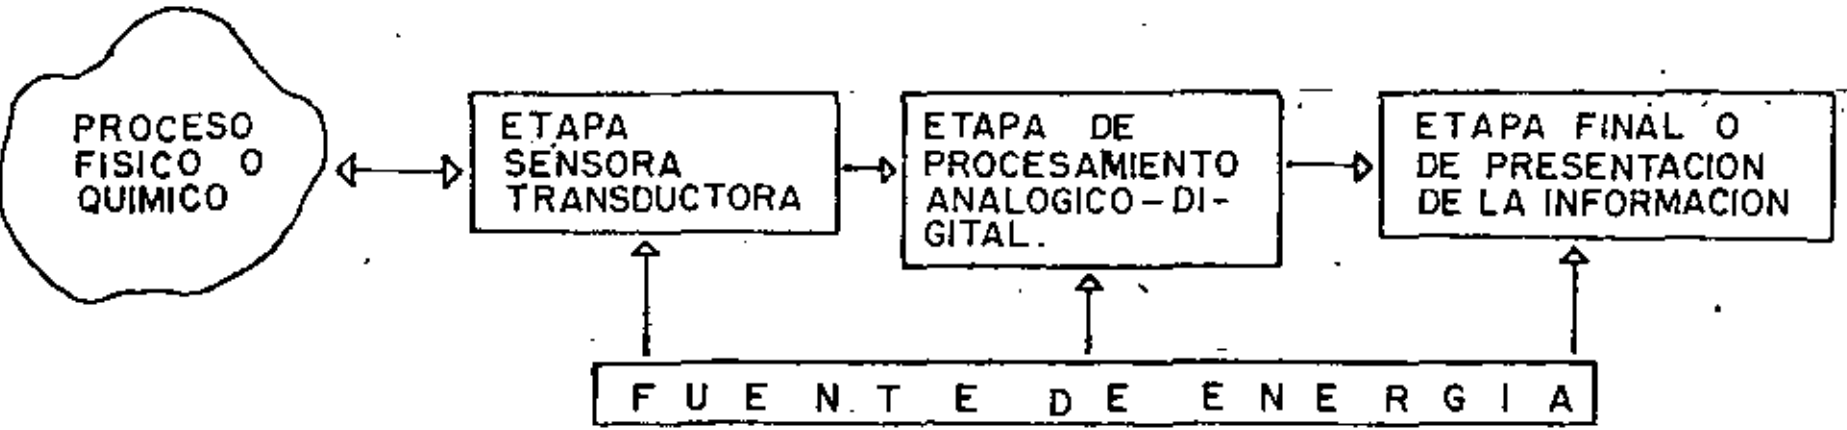 PROCESO
FISICO O
QUIMICO
ETAPA
SENSORA
TRANSDUCTORA
ETAPA DE
PROCESAMIENTO
ANALOGICO-DI-
GITAL.
ETAPA FINAL O
DE PRESENTACION
DE LA INFORMACION
FUENTE DE ENERGIA